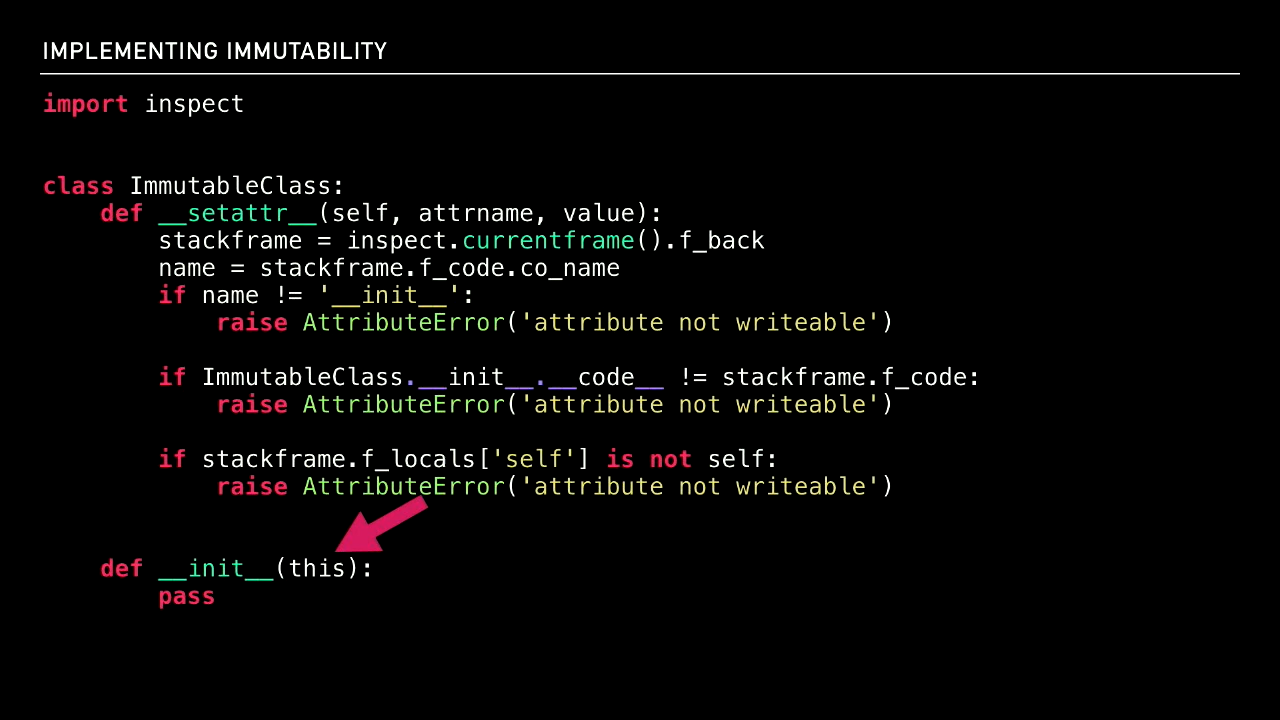 IMPLEMENTING IMMUTABILITY
import inspect
class ImmutableClass:
    def __setattr__(self, attrname, value):
        stackframe = inspect.currentframe().f_back
        name = stackframe.f_code.co_name
        if name != '__init__':
            raise AttributeError('attribute not writeable')
        if ImmutableClass.__init__.__code__ != stackframe.f_code:
            raise AttributeError('attribute not writeable')
        if stackframe.f_locals['self'] is not self:
            raise AttributeError('attribute not writeable')
    def __init__(this):
        pass